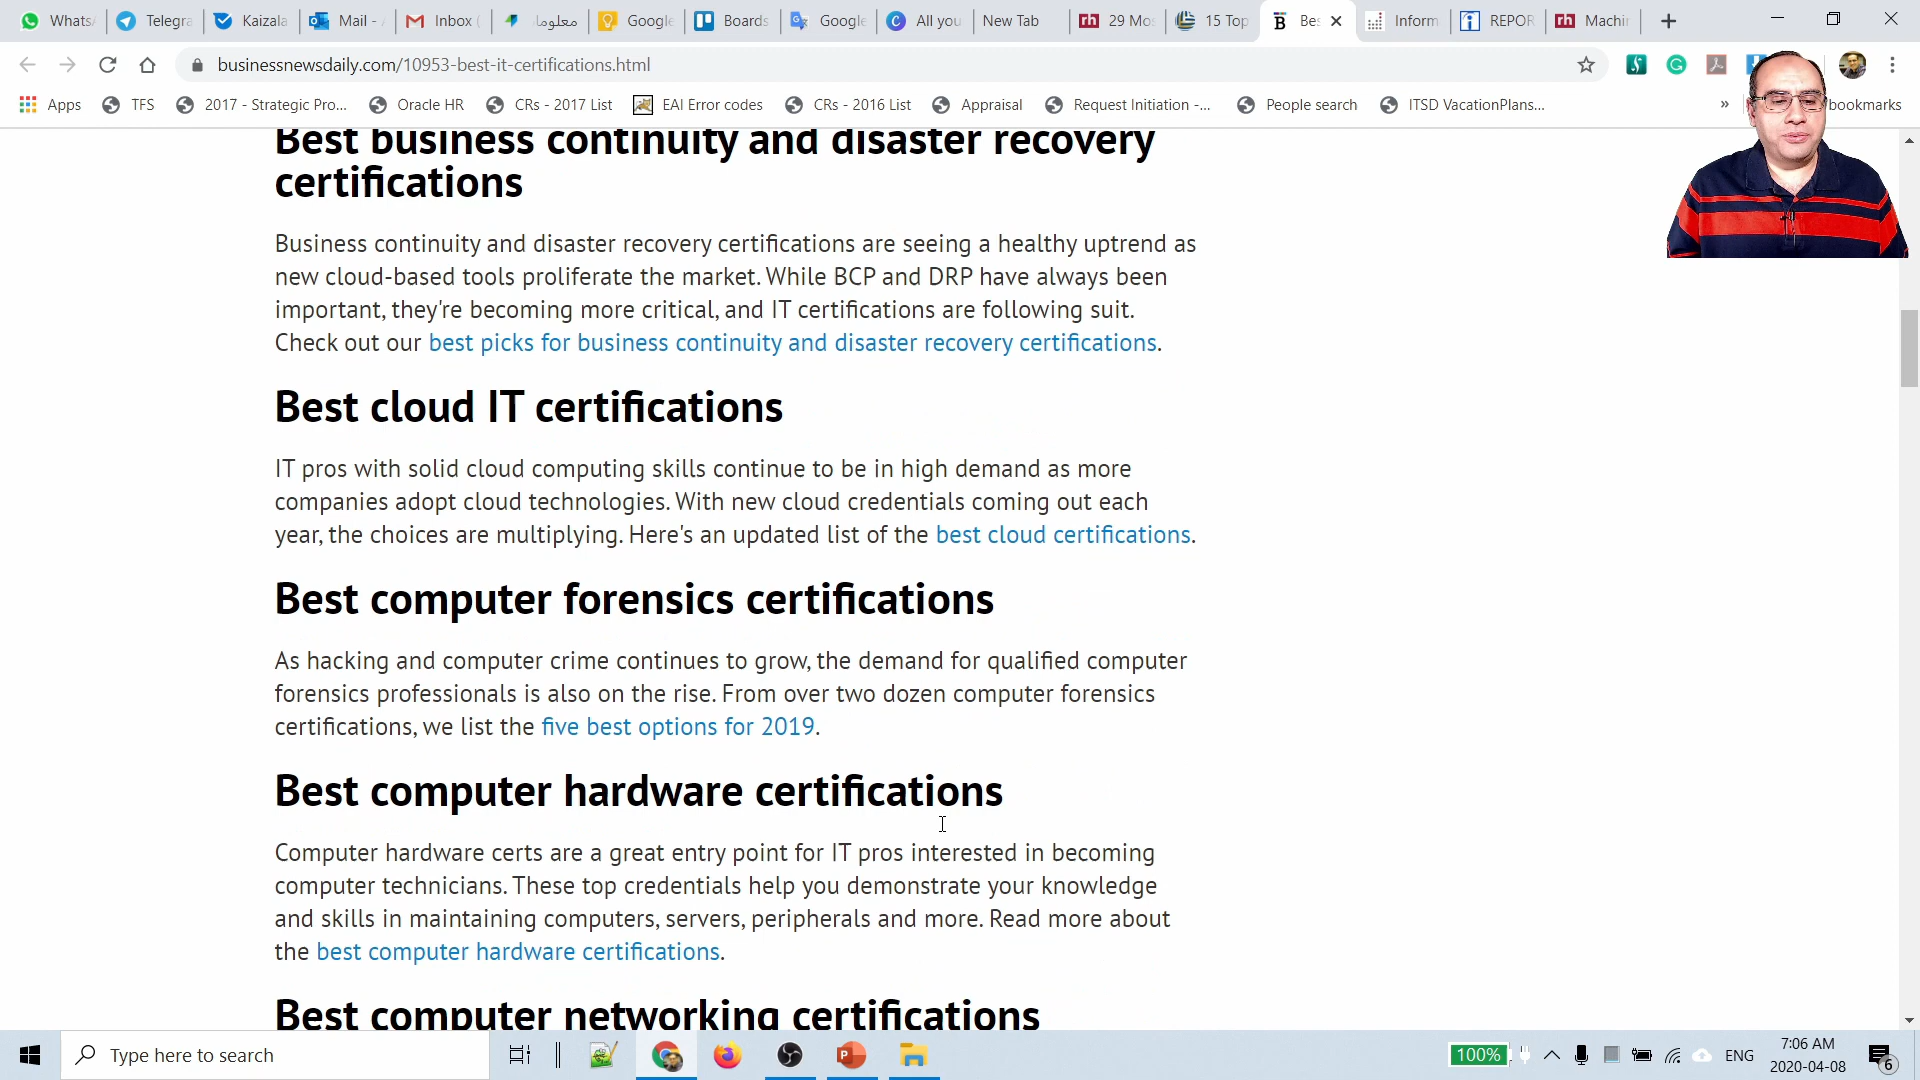 Whats
Telegra
Kaizala
Mail -
Inbox (
معلوما
Google
Boards
Google
All you
New Tab
29 Mos
15 Top
Bes
Inform
REPOR
Machi
businessnewsdaily.com/10953-best-it-certifications.html
Apps
TFS
2017 - Strategic Pro...
Oracle HR
CRs - 2017 List
EAI Error codes
CRs - 2016 List
Appraisal
Request Initiation -...
People search
ITSD VacationPlans...
»
bookmarks
Best business continuity and disaster recovery
certifications
Business continuity and disaster recovery certifications are seeing a healthy uptrend as
new cloud-based tools proliferate the market. While BCP and DRP have always been
important, they're becoming more critical, and IT certifications are following suit.
Check out our best picks for business continuity and disaster recovery certifications.
Best cloud IT certifications
IT pros with solid cloud computing skills continue to be in high demand as more
companies adopt cloud technologies. With new cloud credentials coming out each
year, the choices are multiplying. Here's an updated list of the best cloud certifications.
Best computer forensics certifications
As hacking and computer crime continues to grow, the demand for qualified computer
forensics professionals is also on the rise. From over two dozen computer forensics
certifications, we list the five best options for 2019.
Best computer hardware certifications
Computer hardware certs are a great entry point for IT pros interested in becoming
computer technicians. These top credentials help you demonstrate your knowledge
and skills in maintaining computers, servers, peripherals and more. Read more about
the best computer hardware certifications.
Best computer networking certifications
Type here to search
100%
ENG
7:06 AM
2020-04-08
6